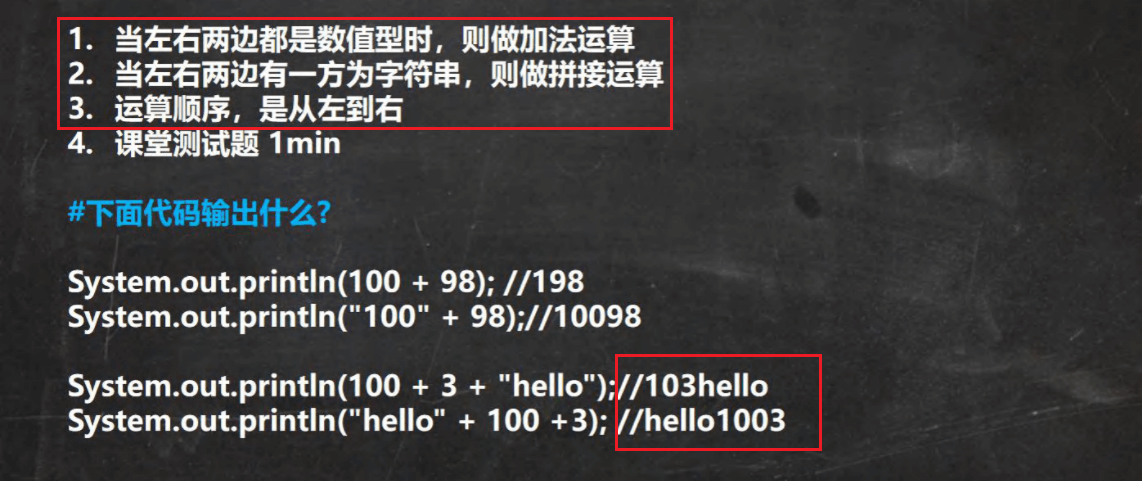 1. 当左右两边都是数值型时，则做加法运算
2. 当左右两边有一方为字符串，则做拼接运算
3. 运算顺序，是从左到右
4. 课堂测试题 1min
#下面代码输出什么?
System.out.println(100 + 98); //198
System.out.println("100" + 98);//10098
System.out.println(100 + 3 + "hello");//103hello
System.out.println("hello" + 100 +3); //hello1003